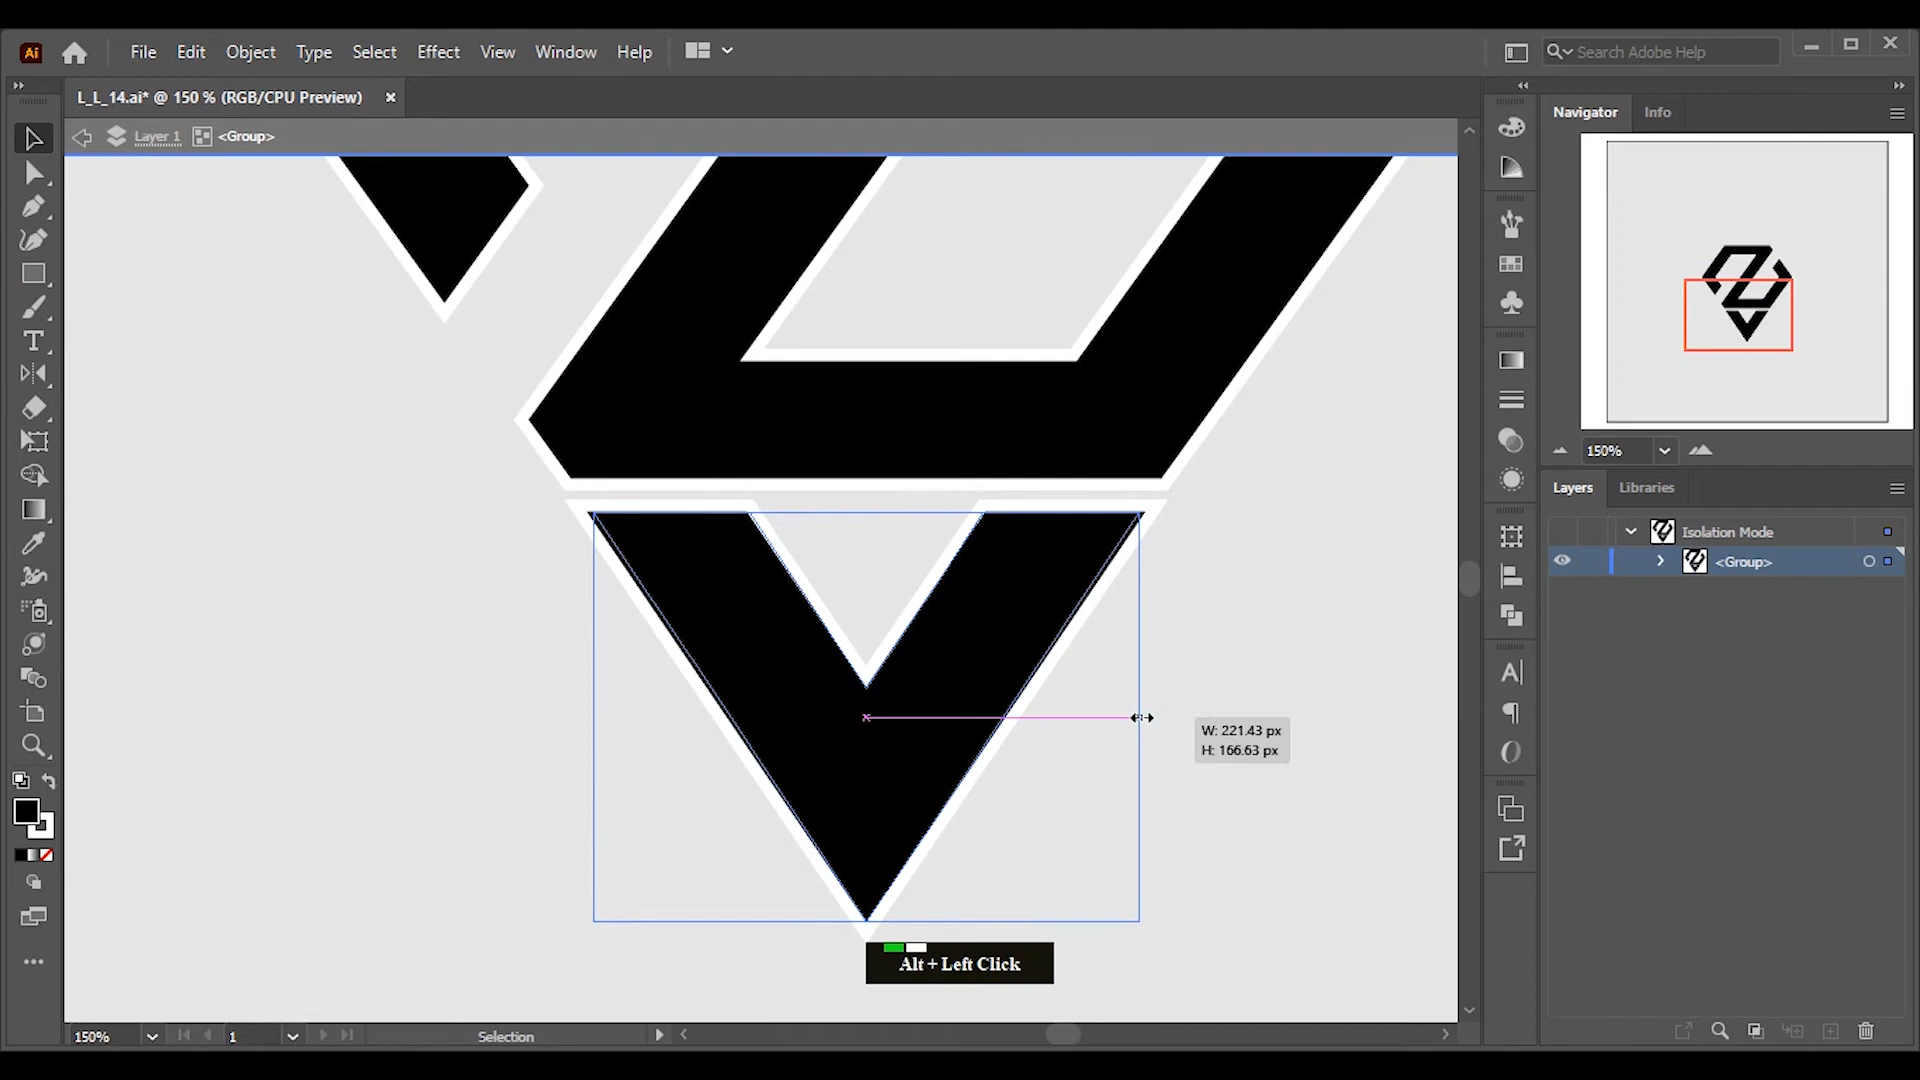 Ai File Edit Object Type Select Effect View Window Help Search Adobe Help
L_L_14.ai* @ 150 % (RGB/CPU Preview) ×
Layer 1 <Group>
Navigator Info
150%
Layers Libraries
Isolation Mode
<Group>
W: 221.43 px
H: 166.63 px
Alt + Left Click
150% 1 Selection